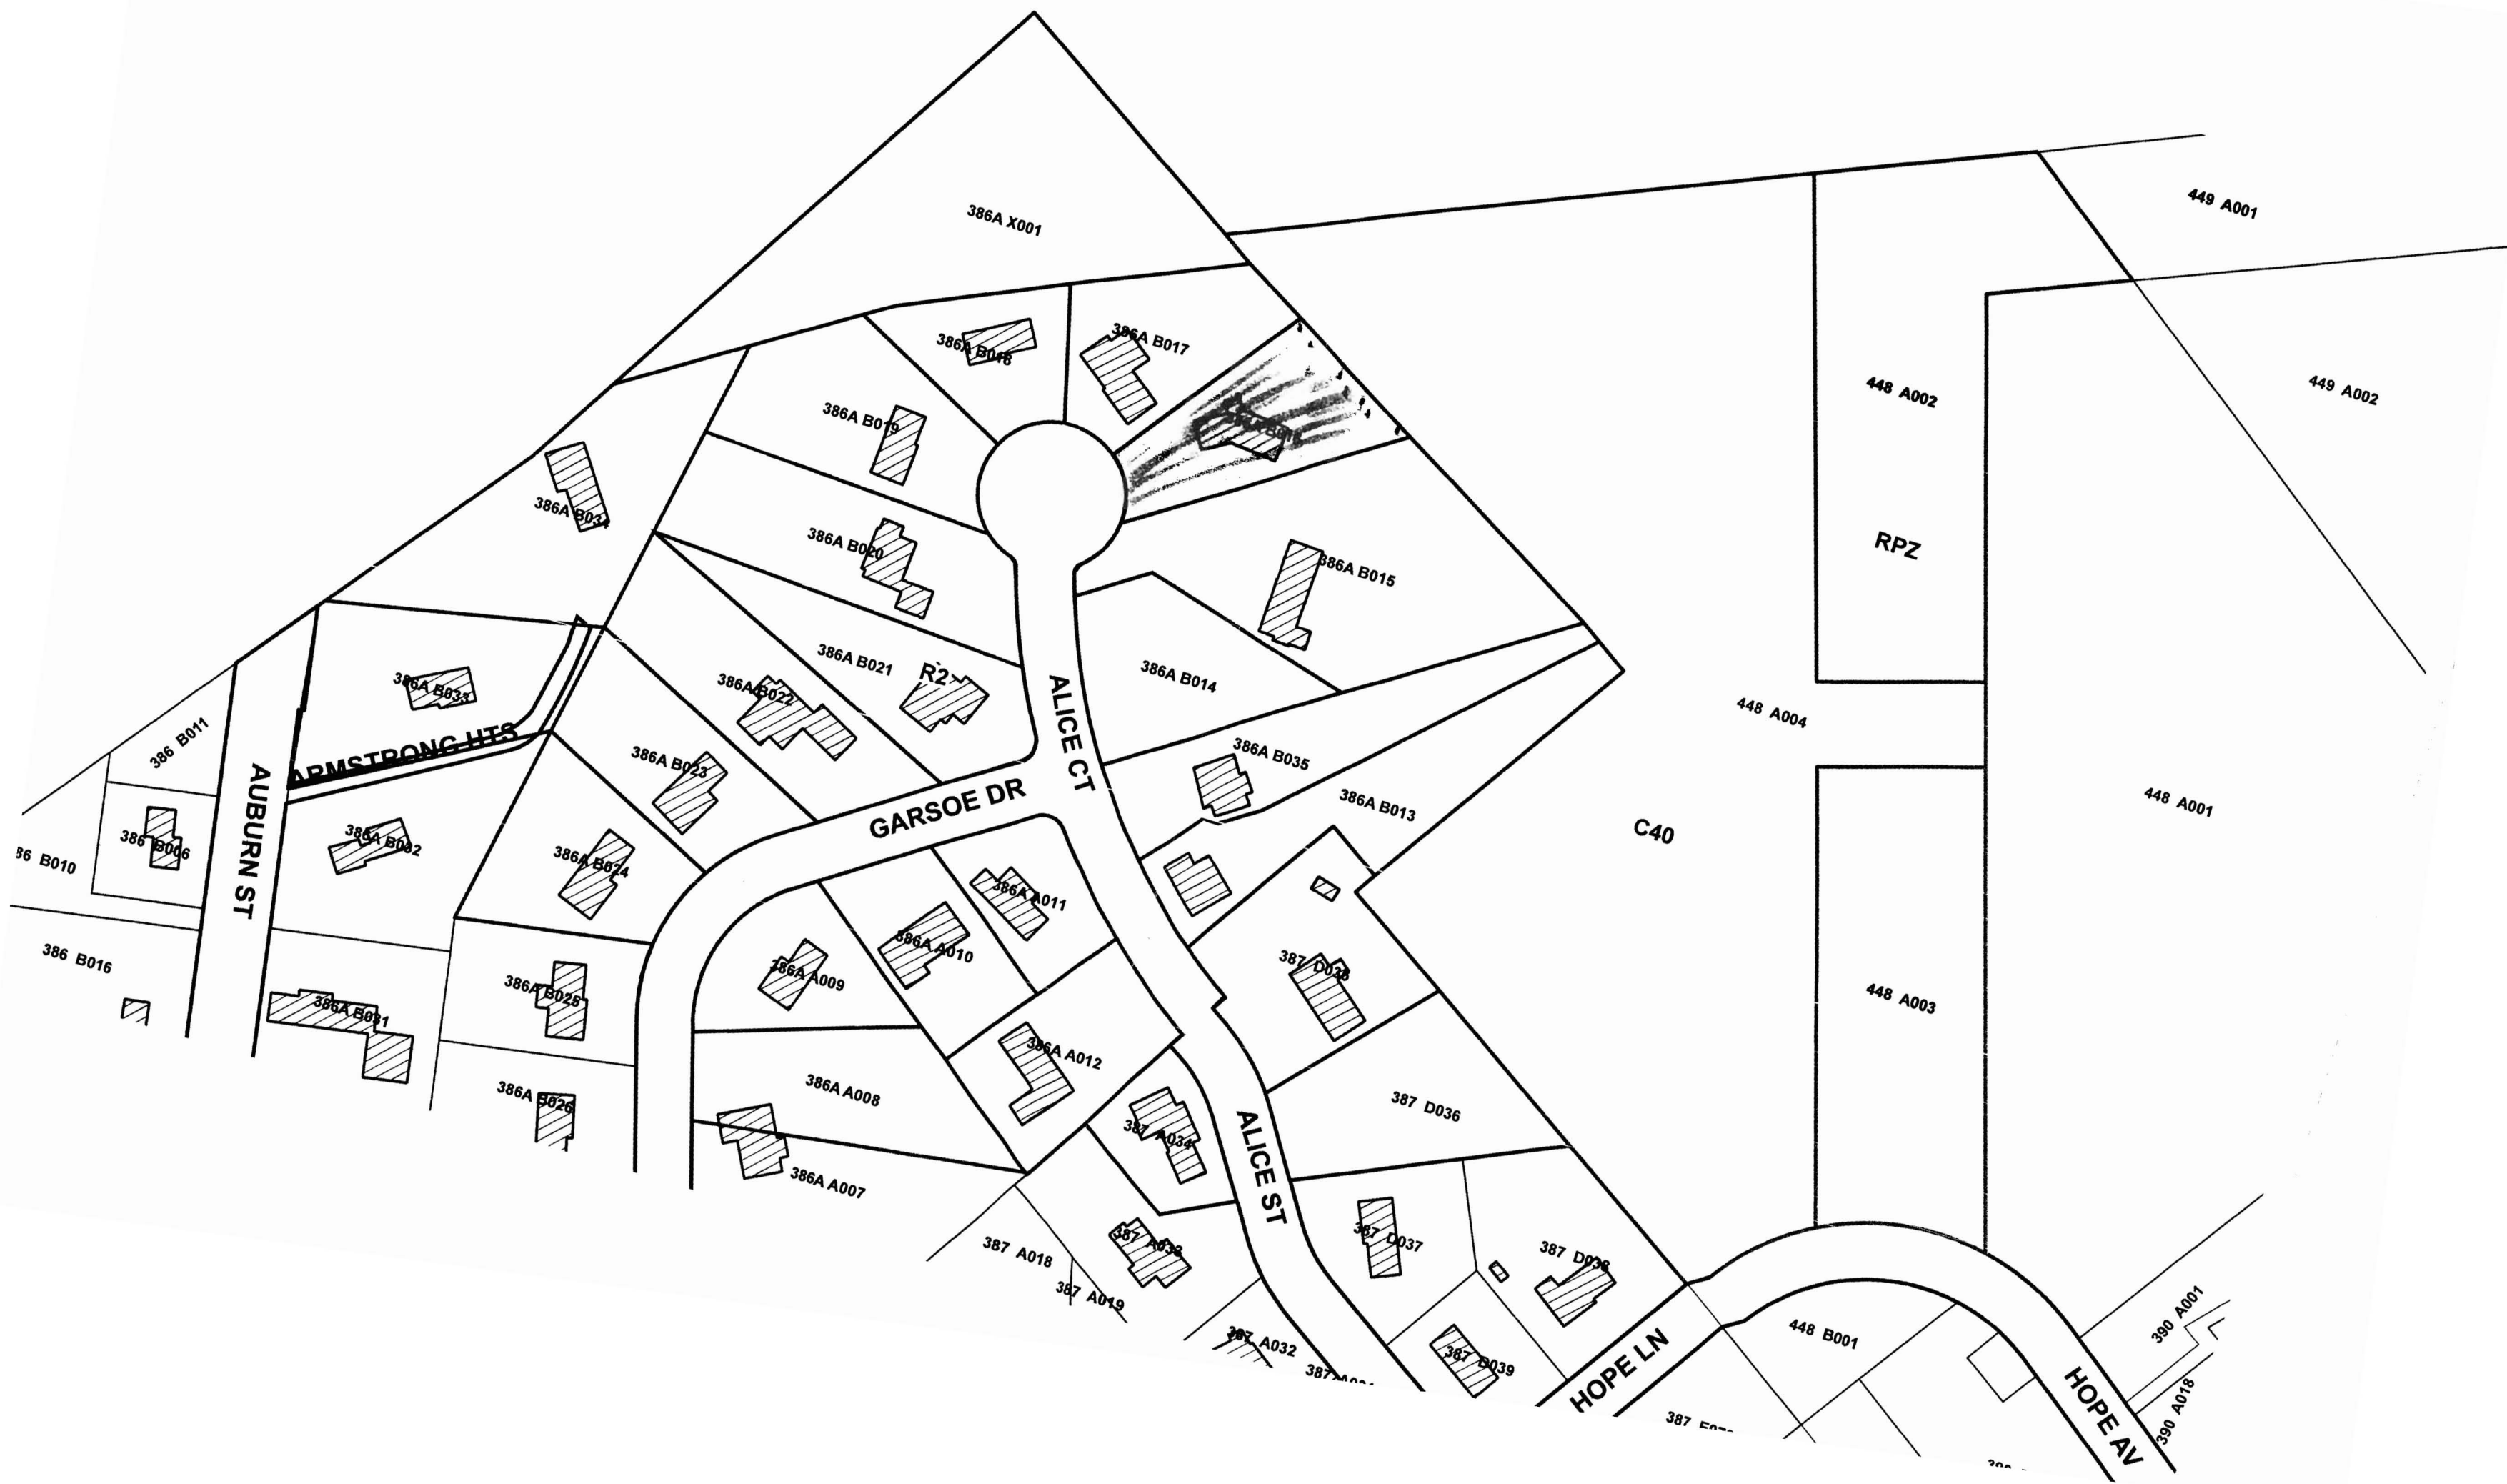 386A X001
449 A001
386A B018
386A B017
448 A002
449 A002
386A B019
386A B034
386A B020
RPZ
386A B015
386A B021
R2
386A B014
386A B033
386A B022
448 A004
ARMSTRONG HTS
386 B011
ALICE CT
386A B023
386A B035
448 A001
GARSOE DR
386A B013
C40
AUBURN ST
386 B006
386A B032
86 B010
386A B024
386A A011
386A A010
386 B016
386A A009
387 D035
386A B025
448 A003
386A B031
386A A012
386A A008
386A B026
387 D036
387 A034
ALICE ST
386A A007
387 A033
387 D037
387 A018
387 D038
387 A019
390 A001
387 A032
448 B001
387 D039
HOPE LN
HOPE AV
390 A018
387
387